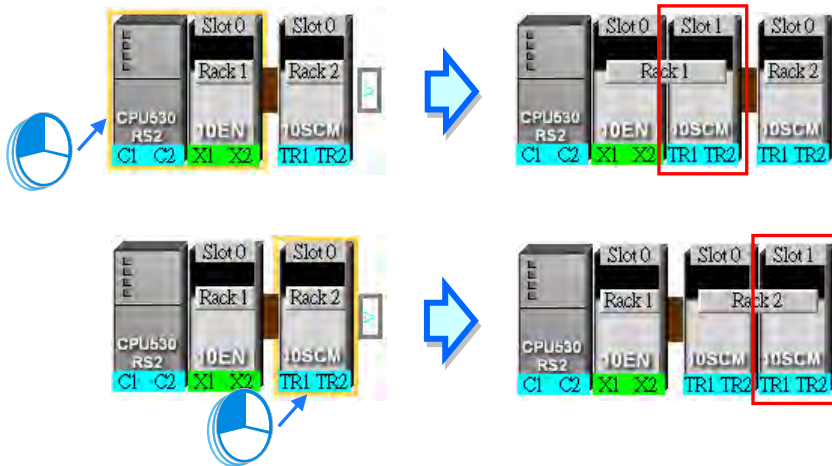 Slot 0 Slot 0
Rack 1 Rack 2
CPU530
RS2 10EN 10SCM
C1 C2 X1 X2 TR1 TR2
>
Slot 0 Slot 1 Slot 0
Rack 1 Rack 2
CPU530
RS2 10EN 10SCM 10SCM
C1 C2 X1 X2 TR1 TR2 TR1 TR2
Slot 0 Slot 0
Rack 1 Rack 2
CPU530
RS2 10EN 10SCM
C1 C2 X1 X2 TR1 TR2
>
Slot 0 Slot 0 Slot 1
Rack 1 Rack 2
CPU530
RS2 10EN 10SCM 10SCM
C1 C2 X1 X2 TR1 TR2 TR1 TR2